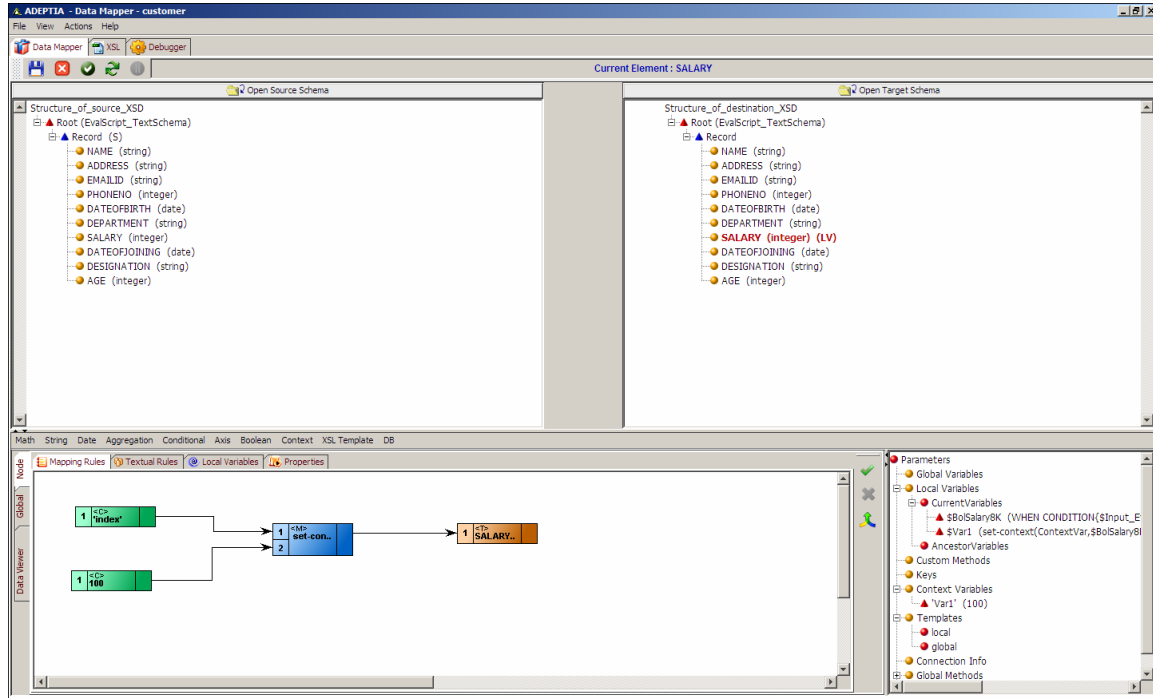 ADEPTIA - Data Mapper - customer
File View Actions Help
Data Mapper XSL Debugger
Current Element : SALARY
Open Source Schema
Structure_of_source_XSD
Root (EvalScript_TextSchema)
Record (S)
NAME (string)
ADDRESS (string)
EMAILID (string)
PHONENO (integer)
DATEOFBIRTH (date)
DEPARTMENT (string)
SALARY (integer)
DATEOFJOINING (date)
DESIGNATION (string)
AGE (integer)
Open Target Schema
Structure_of_destination_XSD
Root (EvalScript_TextSchema)
Record
NAME (string)
ADDRESS (string)
EMAILID (string)
PHONENO (integer)
DATEOFBIRTH (date)
DEPARTMENT (string)
SALARY (integer) (LV)
DATEOFJOINING (date)
DESIGNATION (string)
AGE (integer)
Math String Date Aggregation Conditional Axis Boolean Context XSL Template DB
Node
Global
Data Viewer
Mapping Rules Textual Rules Local Variables Properties
1 <C> 'index'
1 <C> 100
1 <M> set-con..
2
1 <T> SALARY..
Parameters
Global Variables
Local Variables
CurrentVariables
$BolSalary8K (WHEN CONDITION{$Input_E
$Var1 (set-context(ContextVar,$BolSalary8
AncestorVariables
Custom Methods
Keys
Context Variables
'Var1' (100)
Templates
local
global
Connection Info
Global Methods